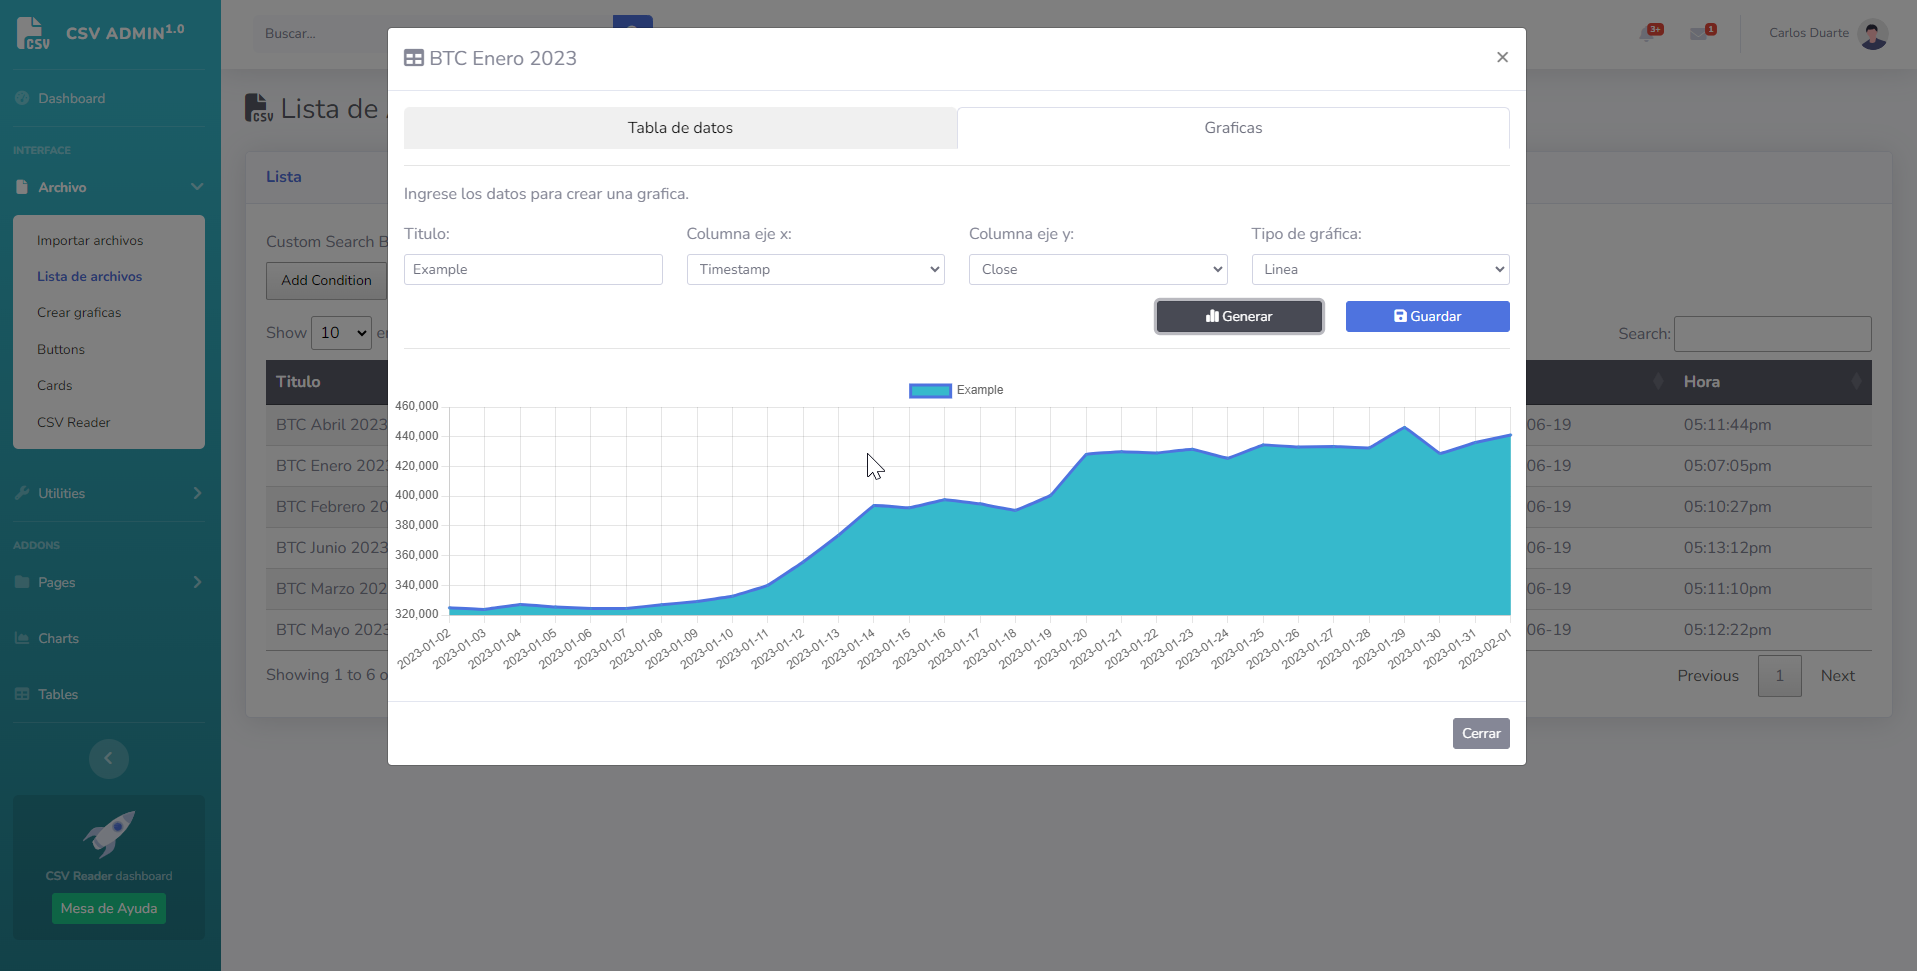 CSV
CSV ADMIN1.0
Dashboard
INTERFACE
Archivo
Importar archivos
Lista de archivos
Crear graficas
Buttons
Cards
CSV Reader
Utilities
ADDONS
Pages
Charts
Tables
CSV Reader dashboard
Mesa de Ayuda
Buscar...
3+
1
Carlos Duarte
CSV
Lista de
Lista
Custom Search B
Add Condition
Show 10
Search:
Titulo
Hora
BTC Abril 2023
06-19
05:11:44pm
BTC Enero 202
06-19
05:07:05pm
BTC Febrero 20
06-19
05:10:27pm
BTC Junio 2023
06-19
05:13:12pm
BTC Marzo 202
06-19
05:11:10pm
BTC Mayo 2023
06-19
05:12:22pm
Showing 1 to 6 o
Previous 1 Next
BTC Enero 2023
×
Tabla de datos
Graficas
Ingrese los datos para crear una grafica.
Titulo:
Columna eje x:
Columna eje y:
Tipo de gráfica:
Example
Timestamp
Close
Linea
Generar
Guardar
Example
460,000
440,000
420,000
400,000
380,000
360,000
340,000
320,000
2023-01-02
2023-01-03
2023-01-04
2023-01-05
2023-01-06
2023-01-07
2023-01-08
2023-01-09
2023-01-10
2023-01-11
2023-01-12
2023-01-13
2023-01-14
2023-01-15
2023-01-16
2023-01-17
2023-01-18
2023-01-19
2023-01-20
2023-01-21
2023-01-22
2023-01-23
2023-01-24
2023-01-25
2023-01-26
2023-01-27
2023-01-28
2023-01-29
2023-01-30
2023-01-31
2023-02-01
Cerrar